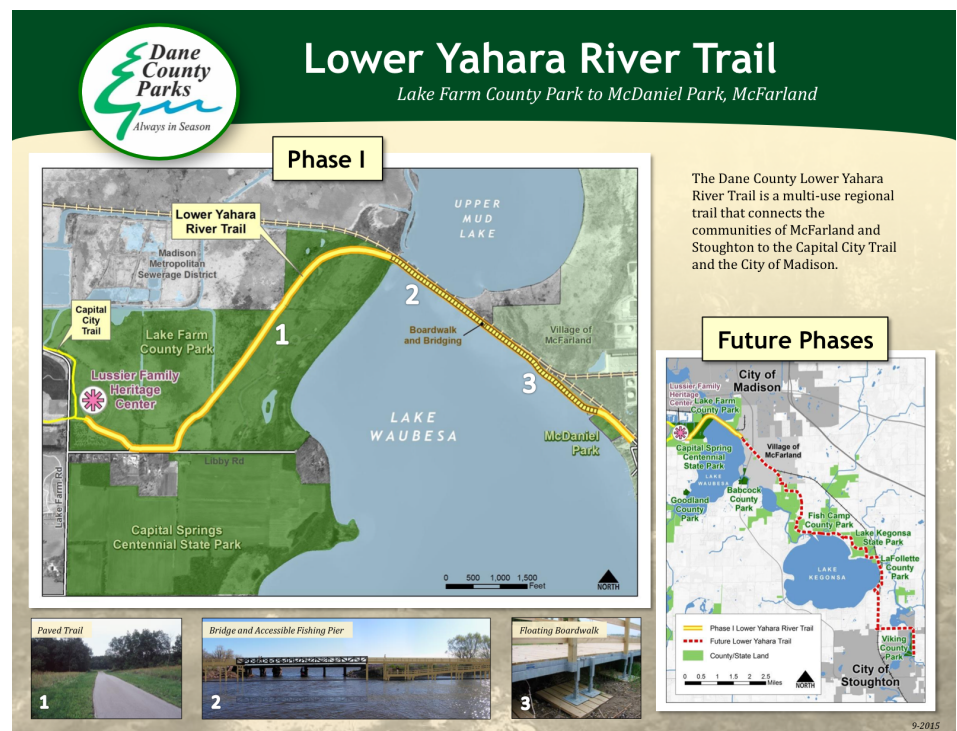 Dane
County
Parks
Always in Season
Lower Yahara River Trail
Lake Farm County Park to McDaniel Park, McFarland
Phase I
UPPER
MUD
LAKE
Lower Yahara
River Trail
Madison
Metropolitan
Sewerage District
Capital
City
Trail
Lake Farm
County Park
1
2
Boardwalk
and Bridging
Village of
McFarland
Lussier Family
Heritage
Center
3
LAKE
WAUBESA
McDaniel
Park
Libby Rd
Lake Farm Rd
Capital Springs
Centennial State Park
0 500 1,000 1,500
Feet
NORTH
The Dane County Lower Yahara
River Trail is a multi-use regional
trail that connects the
communities of McFarland and
Stoughton to the Capital City Trail
and the City of Madison.
Future Phases
City of
Madison
Lussier Family
Heritage
Center
Lake Farm
County Park
Village of
McFarland
Capital Spring
Centennial
State Park
LAKE
WAUBESA
Babcock
County
Park
Goodland
County
Park
Fish Camp
County Park
Lake Kegonsa
State Park
LaFollette
County
Park
LAKE
KEGONSA
Phase I Lower Yahara River Trail
Future Lower Yahara Trail
County/State Land
0 0.5 1 1.5 2 2.5
Miles
NORTH
Viking
County
Park
City of
Stoughton
Paved Trail
1
Bridge and Accessible Fishing Pier
2
Floating Boardwalk
3
9-2015